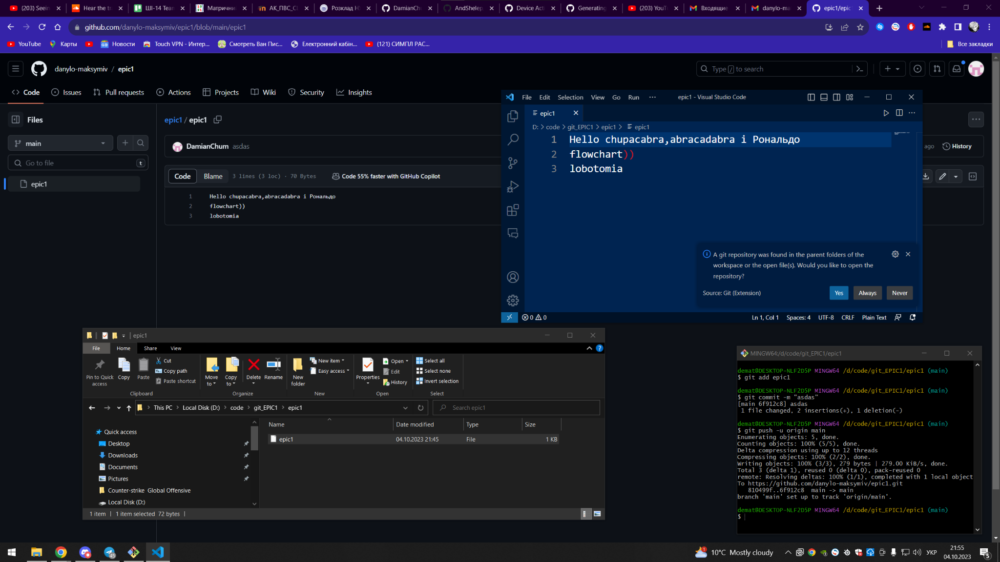 (203) Seein
Hear the tr
ШІ-14 Team
Матричний
АК_ПВС_СЕ
Розклад Н
DamianChu
AndShelep
Device Acti
Generating
(203) YouTu
Входящие
danylo-ma
epic1/epic
github.com/danylo-maksymiv/epic1/blob/main/epic1
YouTube
Карты
Новости
Touch VPN - Интер...
Смотреть Ван Пис...
Електронний кабін...
(121) СИМПЛ РАС...
Все закладки
danylo-maksymiv / epic1
Type / to search
Code
Issues
Pull requests
Actions
Projects
Wiki
Security
Insights
Files
main
Go to file
t
epic1
epic1 / epic1
DamianChum asdas
ago
History
Code
Blame
3 lines (3 loc) · 70 Bytes
Code 55% faster with GitHub Copilot
1 Hello chupacabra,abracadabra і Рональдо
2 flowchart))
3 lobotomia
File Edit Selection View Go Run ···
epic1 - Visual Studio Code
epic1
D: > code > git_EPIC1 > epic1 > epic1
1 Hello chupacabra,abracadabra і Рональдо
2 flowchart))
3 lobotomia
A git repository was found in the parent folders of the
workspace or the open file(s). Would you like to open the
repository?
Source: Git (Extension)
Yes
Always
Never
0 0
Ln 1, Col 1 Spaces: 4 UTF-8 CRLF Plain Text
epic1
File Home Share View
Pin to Quick
access
Copy
Paste
Cut
Copy path
Paste shortcut
Clipboard
Move
to
Copy
to
Delete
Rename
Organize
New
folder
New item
Easy access
New
Properties
Open
Edit
History
Open
Select all
Select none
Invert selection
Select
This PC > Local Disk (D:) > code > git_EPIC1 > epic1
Search epic1
Quick access
Desktop
Downloads
Documents
Pictures
Counter-strike Global Offensive
Local Disk (D:)
Name Date modified Type Size
epic1 04.10.2023 21:45 File 1 KB
1 item 1 item selected 72 bytes
MINGW64:/d/code/git_EPIC1/epic1
demat@DESKTOP-NLF2D5P MINGW64 /d/code/git_EPIC1/epic1 (main)
$ git add epic1
demat@DESKTOP-NLF2D5P MINGW64 /d/code/git_EPIC1/epic1 (main)
$ git commit -m "asdas"
[main 6f912c8] asdas
1 file changed, 2 insertions(+), 1 deletion(-)
demat@DESKTOP-NLF2D5P MINGW64 /d/code/git_EPIC1/epic1 (main)
$ git push -u origin main
Enumerating objects: 5, done.
Counting objects: 100% (5/5), done.
Delta compression using up to 12 threads
Compressing objects: 100% (2/2), done.
Writing objects: 100% (3/3), 279 bytes | 279.00 KiB/s, done.
Total 3 (delta 1), reused 0 (delta 0), pack-reused 0
remote: Resolving deltas: 100% (1/1), completed with 1 local object
To https://github.com/danylo-maksymiv/epic1.git
810499f..6f912c8 main -> main
branch 'main' set up to track 'origin/main'.
demat@DESKTOP-NLF2D5P MINGW64 /d/code/git_EPIC1/epic1 (main)
$
45
10°C Mostly cloudy
УКР
21:55
04.10.2023
5